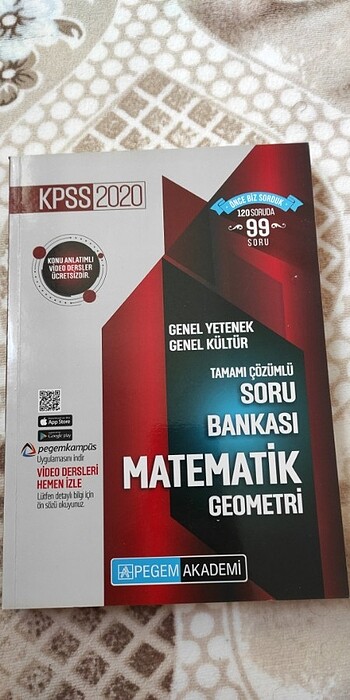 KPSS 2020
ÖNCE BİZ SORDUK
120 SORUDA
99
SORU
KONU ANLATIMLI
VİDEO DERSLER
ÜCRETSİZDİR.
GENEL YETENEK
GENEL KÜLTÜR
TAMAMI ÇÖZÜMLÜ
SORU
BANKASI
MATEMATİK
GEOMETRİ
App Store
Google play
pegemkampüs
Uygulamasını indir
VİDEO DERSLERİ
HEMEN İZLE
Lütfen detaylı bilgi için
ön sözü okuyunuz.
PEGEM AKADEMİ